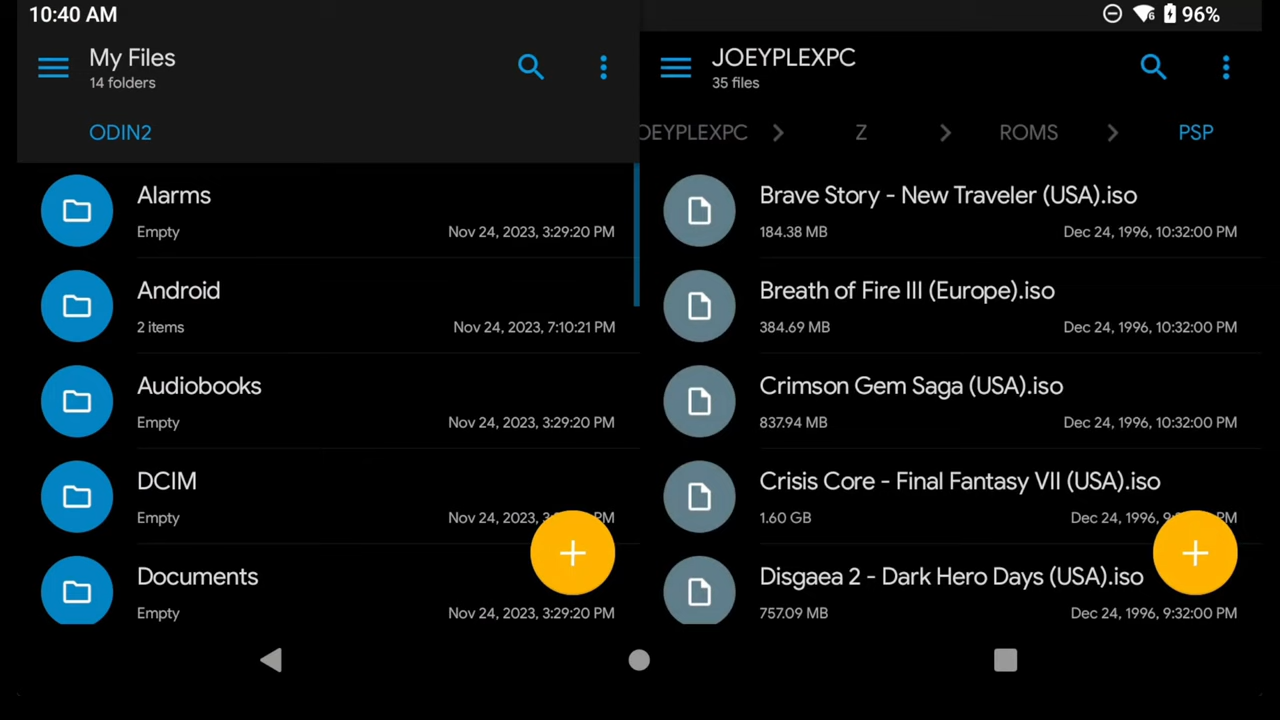 10:40 AM
6 96%
My Files
14 folders
ODIN2
Alarms
Empty
Nov 24, 2023, 3:29:20 PM
Android
2 items
Nov 24, 2023, 7:10:21 PM
Audiobooks
Empty
Nov 24, 2023, 3:29:20 PM
DCIM
Empty
Nov 24, 2023, PM
Documents
Empty
Nov 24, 2023, 3:29:20 PM
JOEYPLEXPC
35 files
OEYPLEXPC
Z
ROMS
PSP
Brave Story - New Traveler (USA).iso
184.38 MB
Dec 24, 1996, 10:32:00 PM
Breath of Fire III (Europe).iso
384.69 MB
Dec 24, 1996, 10:32:00 PM
Crimson Gem Saga (USA).iso
837.94 MB
Dec 24, 1996, 10:32:00 PM
Crisis Core - Final Fantasy VII (USA).iso
1.60 GB
Dec 24, 1996, PM
Disgaea 2 - Dark Hero Days (USA).iso
757.09 MB
Dec 24, 1996, 9:32:00 PM